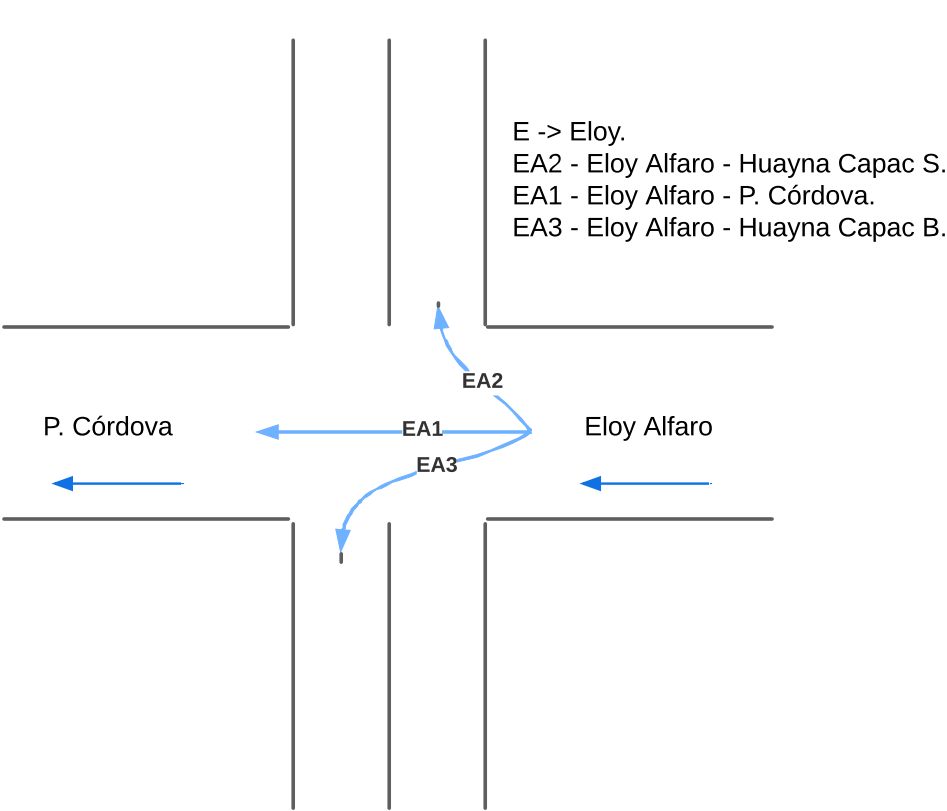 E -> Eloy.
EA2 - Eloy Alfaro - Huayna Capac S.
EA1 - Eloy Alfaro - P. Córdova.
EA3 - Eloy Alfaro - Huayna Capac B.
EA2
P. Córdova
EA1
Eloy Alfaro
EA3